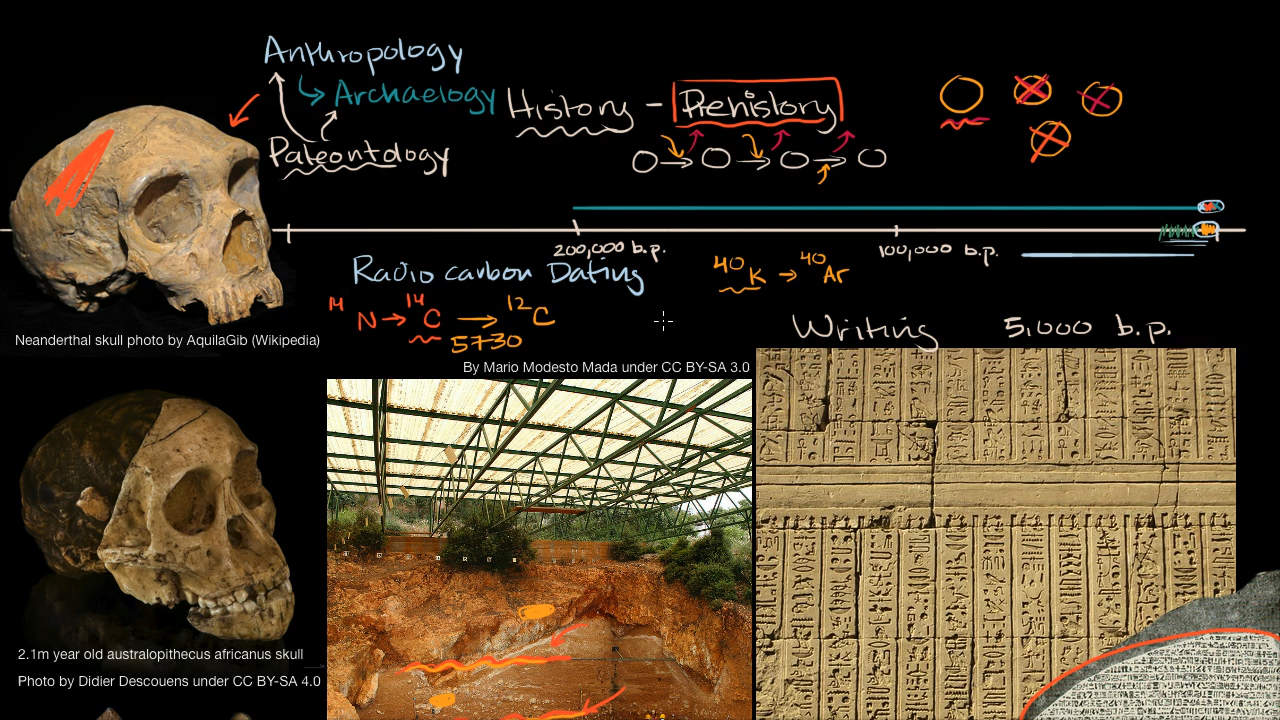 Anthropology
Archaelogy
Paleontology
History - Prehistory
200,000 b.p.
100,000 b.p.
Radio carbon Dating
40K → 40Ar
14N → 14C → 12C
5730
Writing 5,000 b.p.
Neanderthal skull photo by AquilaGib (Wikipedia)
By Mario Modesto Mada under CC BY-SA 3.0
2.1m year old australopithecus africanus skull
Photo by Didier Descouens under CC BY-SA 4.0